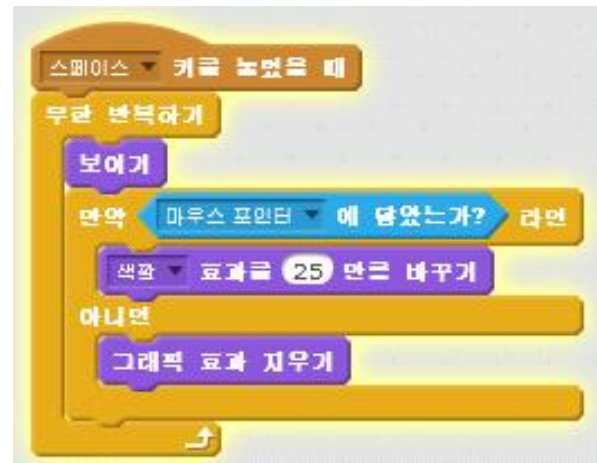 스페이스 키를 눌렀을 때
무한 반복하기
보이기
만약 마우스 포인터 에 닿았는가? 라면
색깔 효과를 25 만큼 바꾸기
아니면
그래픽 효과 지우기